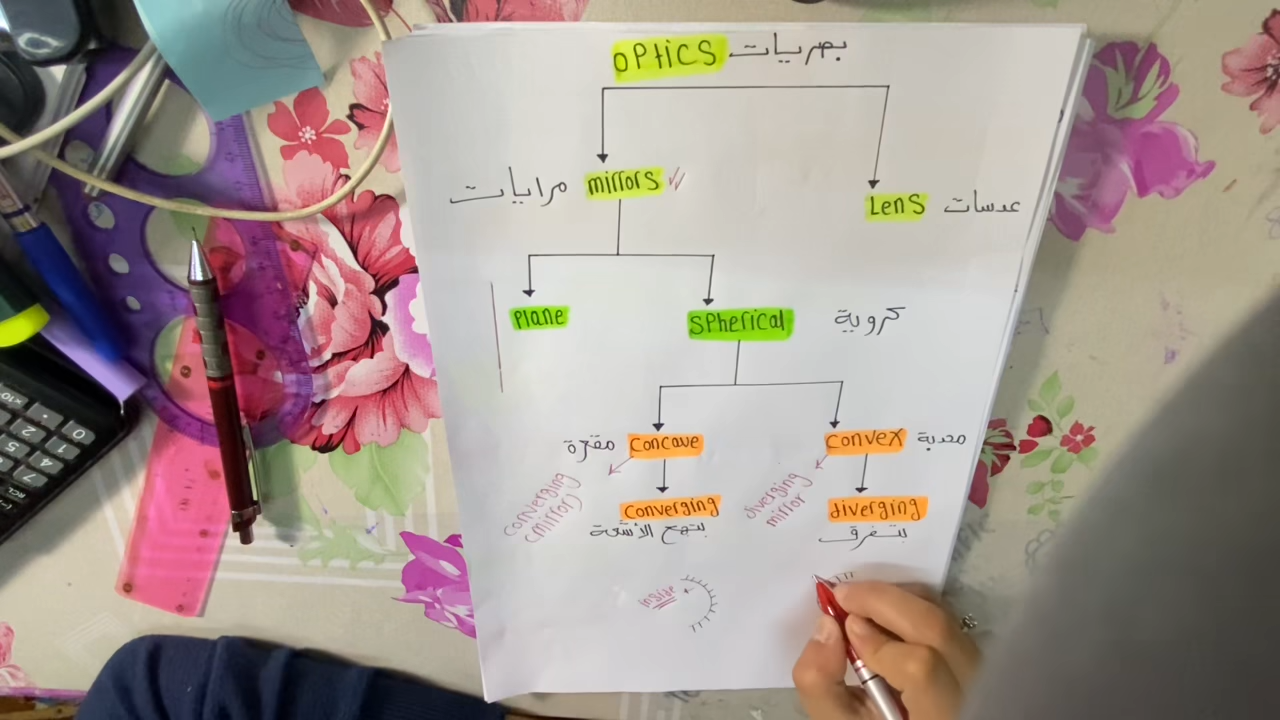 OPtiCS بصريات
مرايات mirrors
Lens عدسات
Plane
SPherical كروية
مقعرة concave
convex محدبة
converging (mirror)
converging
بتجمع الأشعة
diverging mirror
diverging
بتفرق
inside